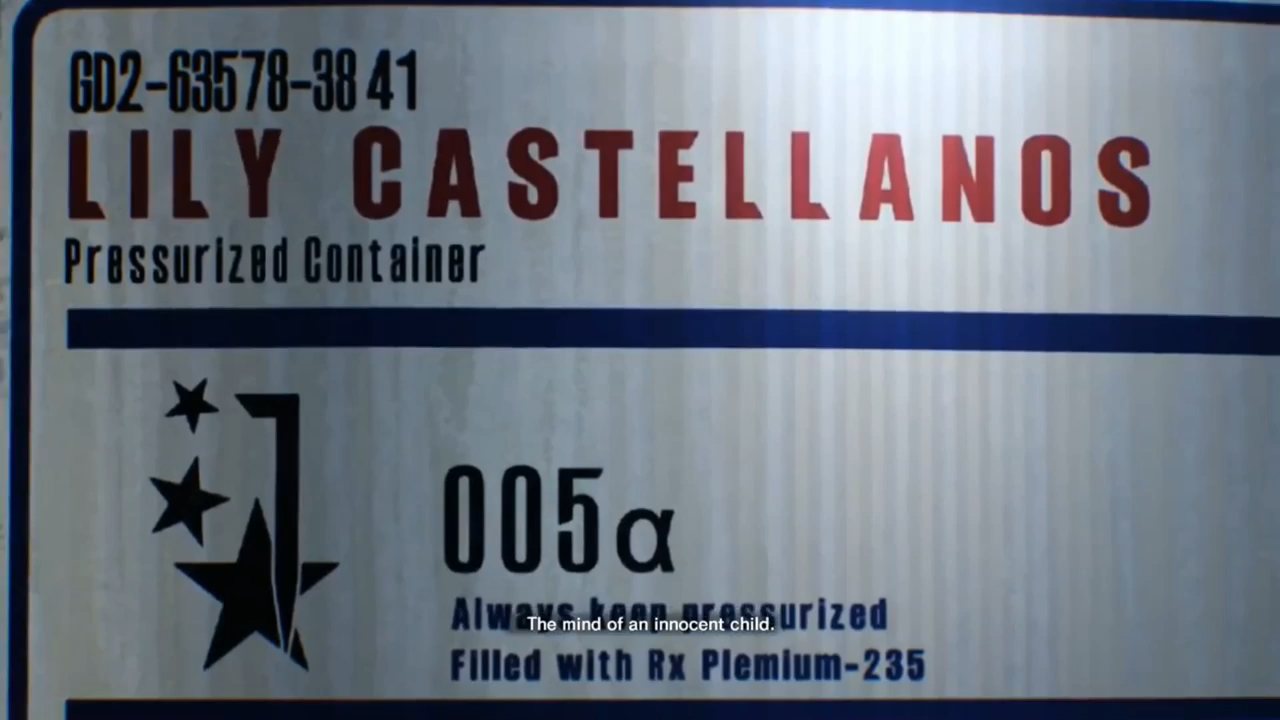 GD2-63578-38 41
LILY CASTELLANOS
Pressurized Container
005α
Always keep pressurized
The mind of an innocent child.
Filled with Rx Plemium-235